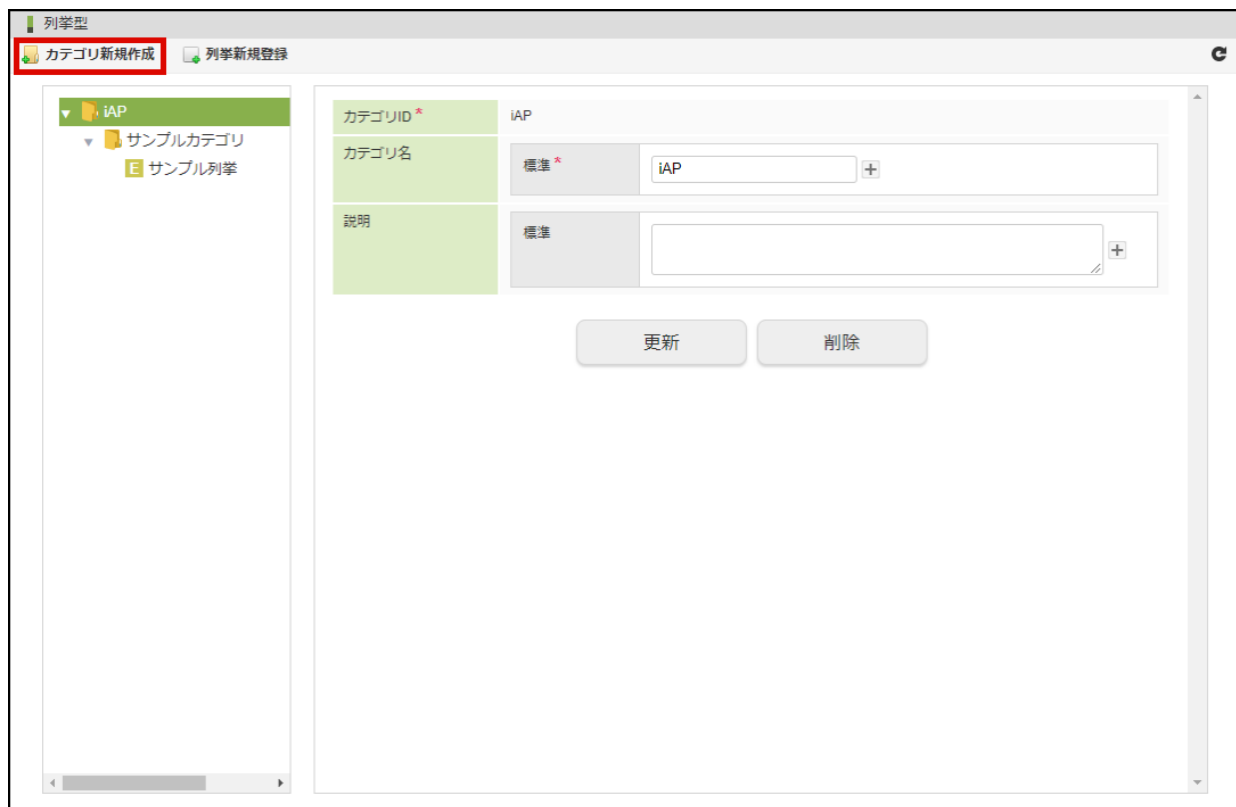 列挙型
カテゴリ新規作成 列挙新規登録
iAP
サンプルカテゴリ
E サンプル列挙
カテゴリID * iAP
カテゴリ名 標準 * iAP
説明 標準
更新 削除